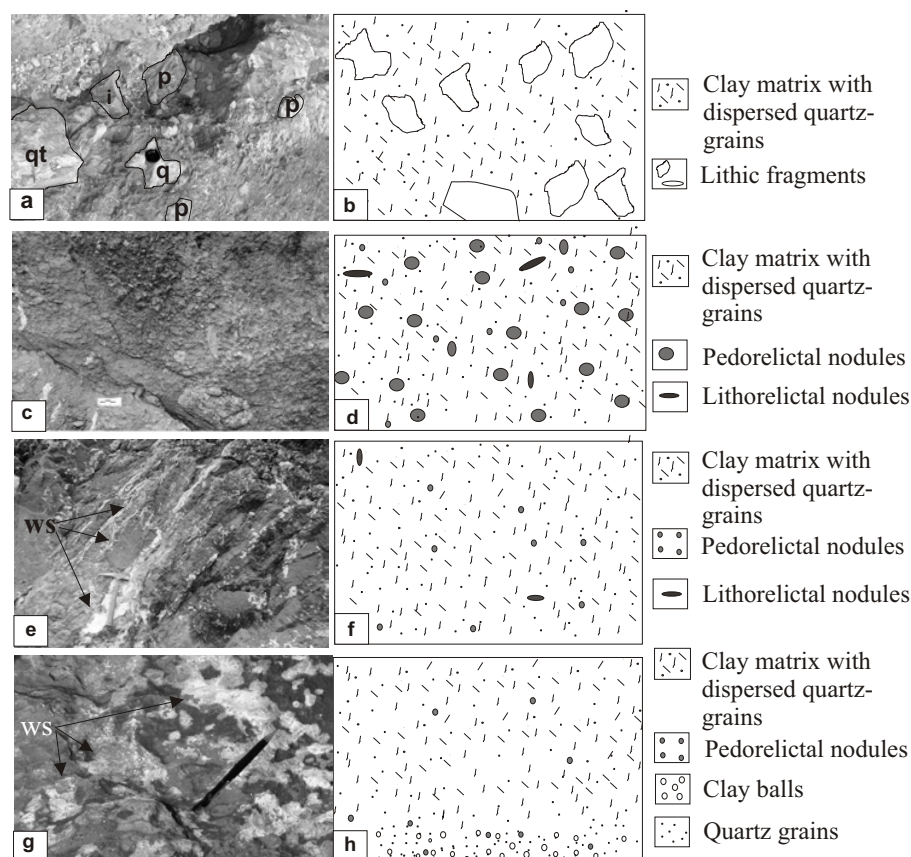 i
p
p
qt
q
p
a
b
Clay matrix with
dispersed quartz-
grains
Lithic fragments
c
d
Clay matrix with
dispersed quartz-
grains
Pedorelictal nodules
Lithorelictal nodules
ws
e
f
Clay matrix with
dispersed quartz-
grains
Pedorelictal nodules
Lithorelictal nodules
ws
g
h
Clay matrix with
dispersed quartz-
grains
Pedorelictal nodules
Clay balls
Quartz grains